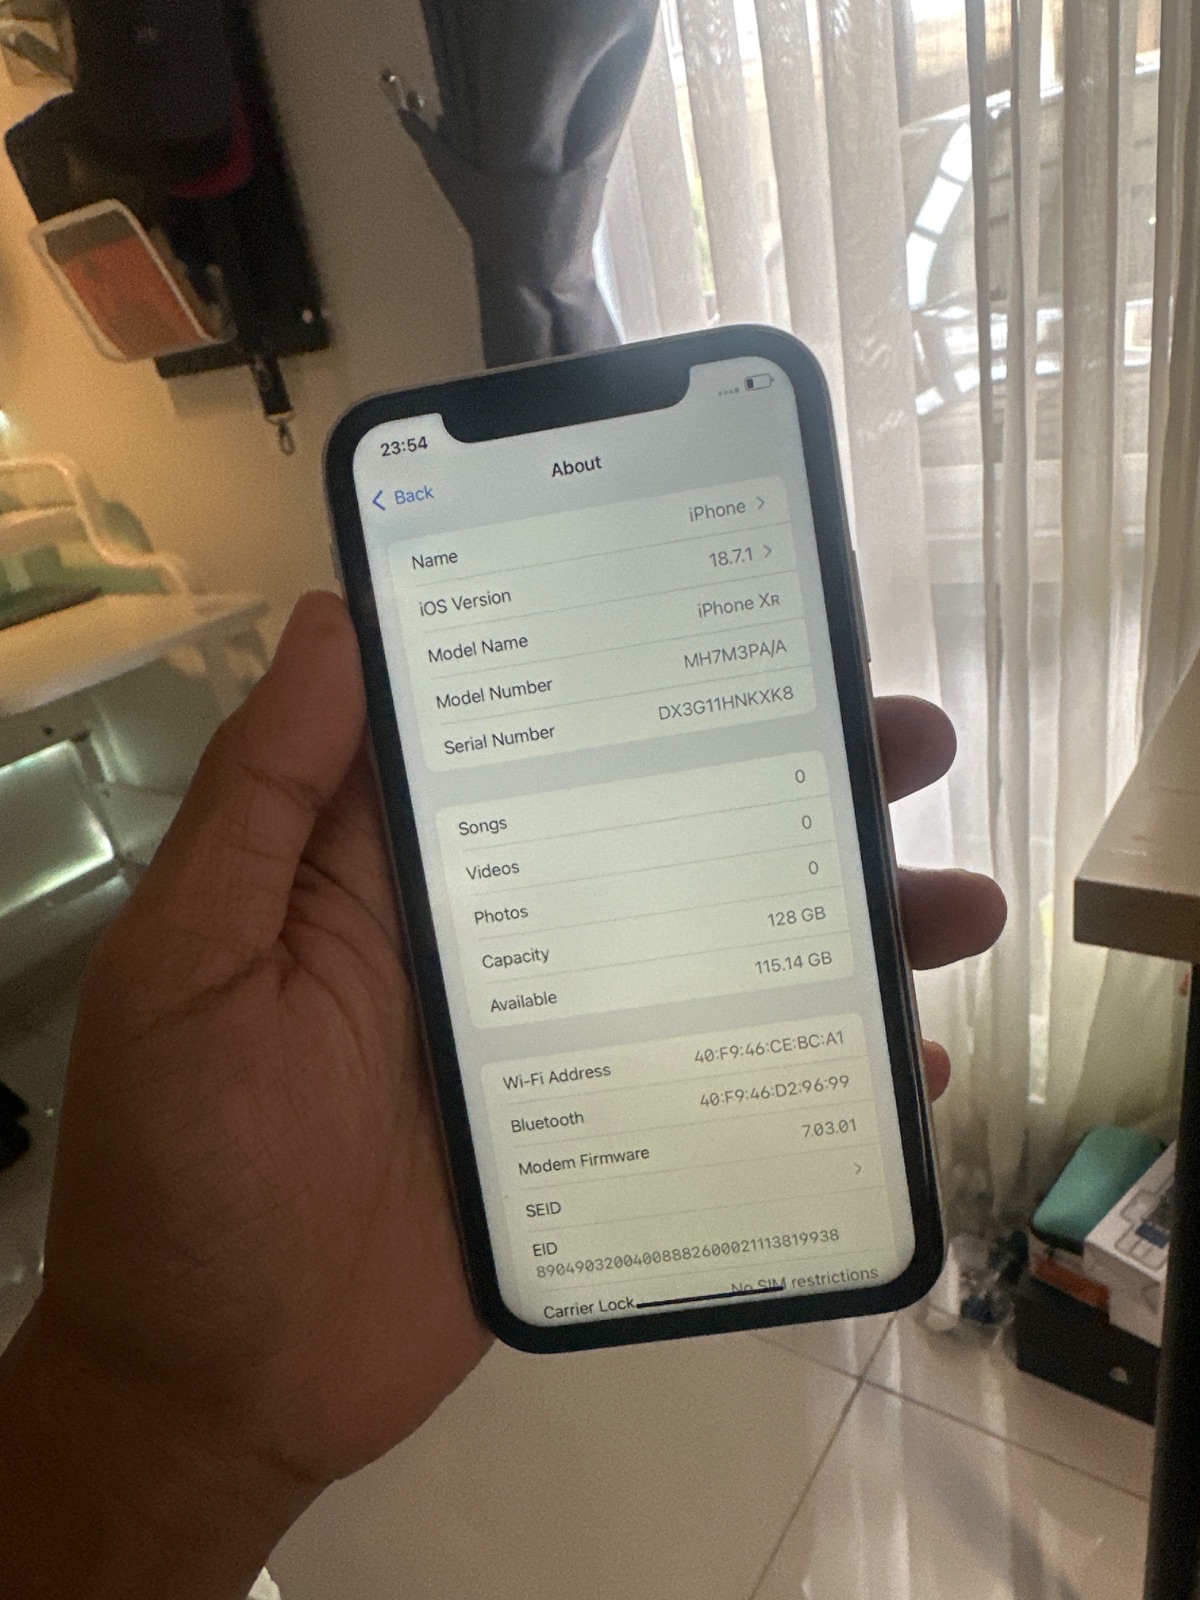 23:54
About
Back
Name iPhone
iOS Version 18.7.1
Model Name iPhone XR
Model Number MH7M3PA/A
Serial Number DX3G11HNKXK8
Songs 0
Videos 0
Photos 0
Capacity 128 GB
Available 115.14 GB
Wi-Fi Address 40:F9:46:CE:BC:A1
Bluetooth 40:F9:46:D2:96:99
Modem Firmware 7.03.01
SEID
EID
89049032004008882600021113819938
Carrier Lock No SIM restrictions